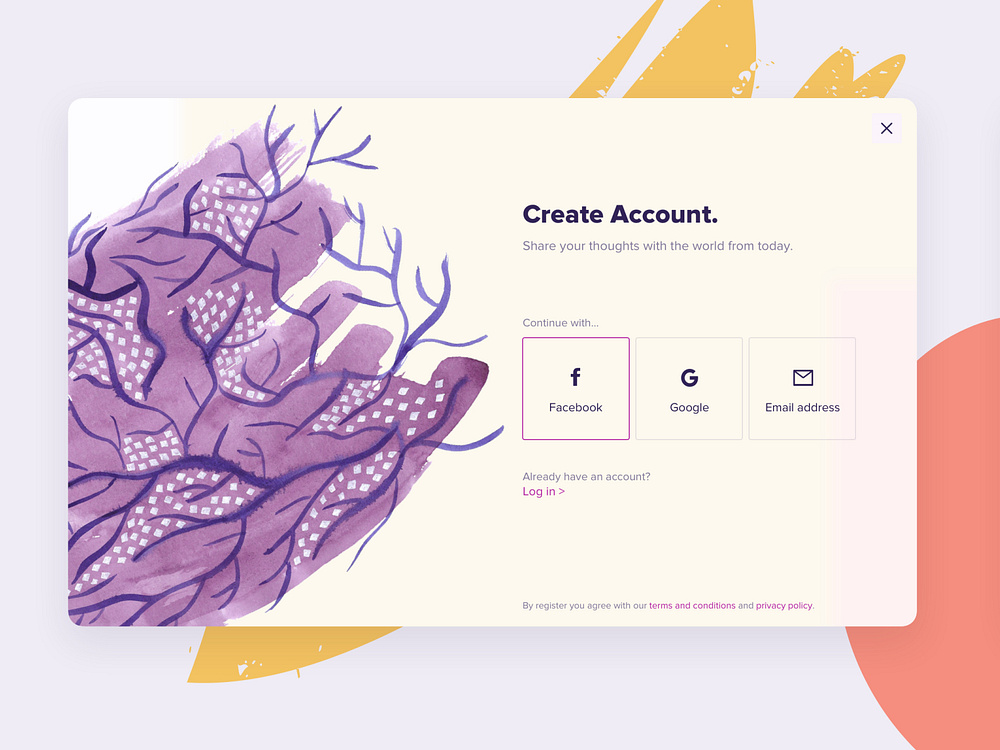 Create Account.
Share your thoughts with the world from today.
Continue with...
Facebook
Google
Email address
Already have an account?
Log in >
By register you agree with our terms and conditions and privacy policy.